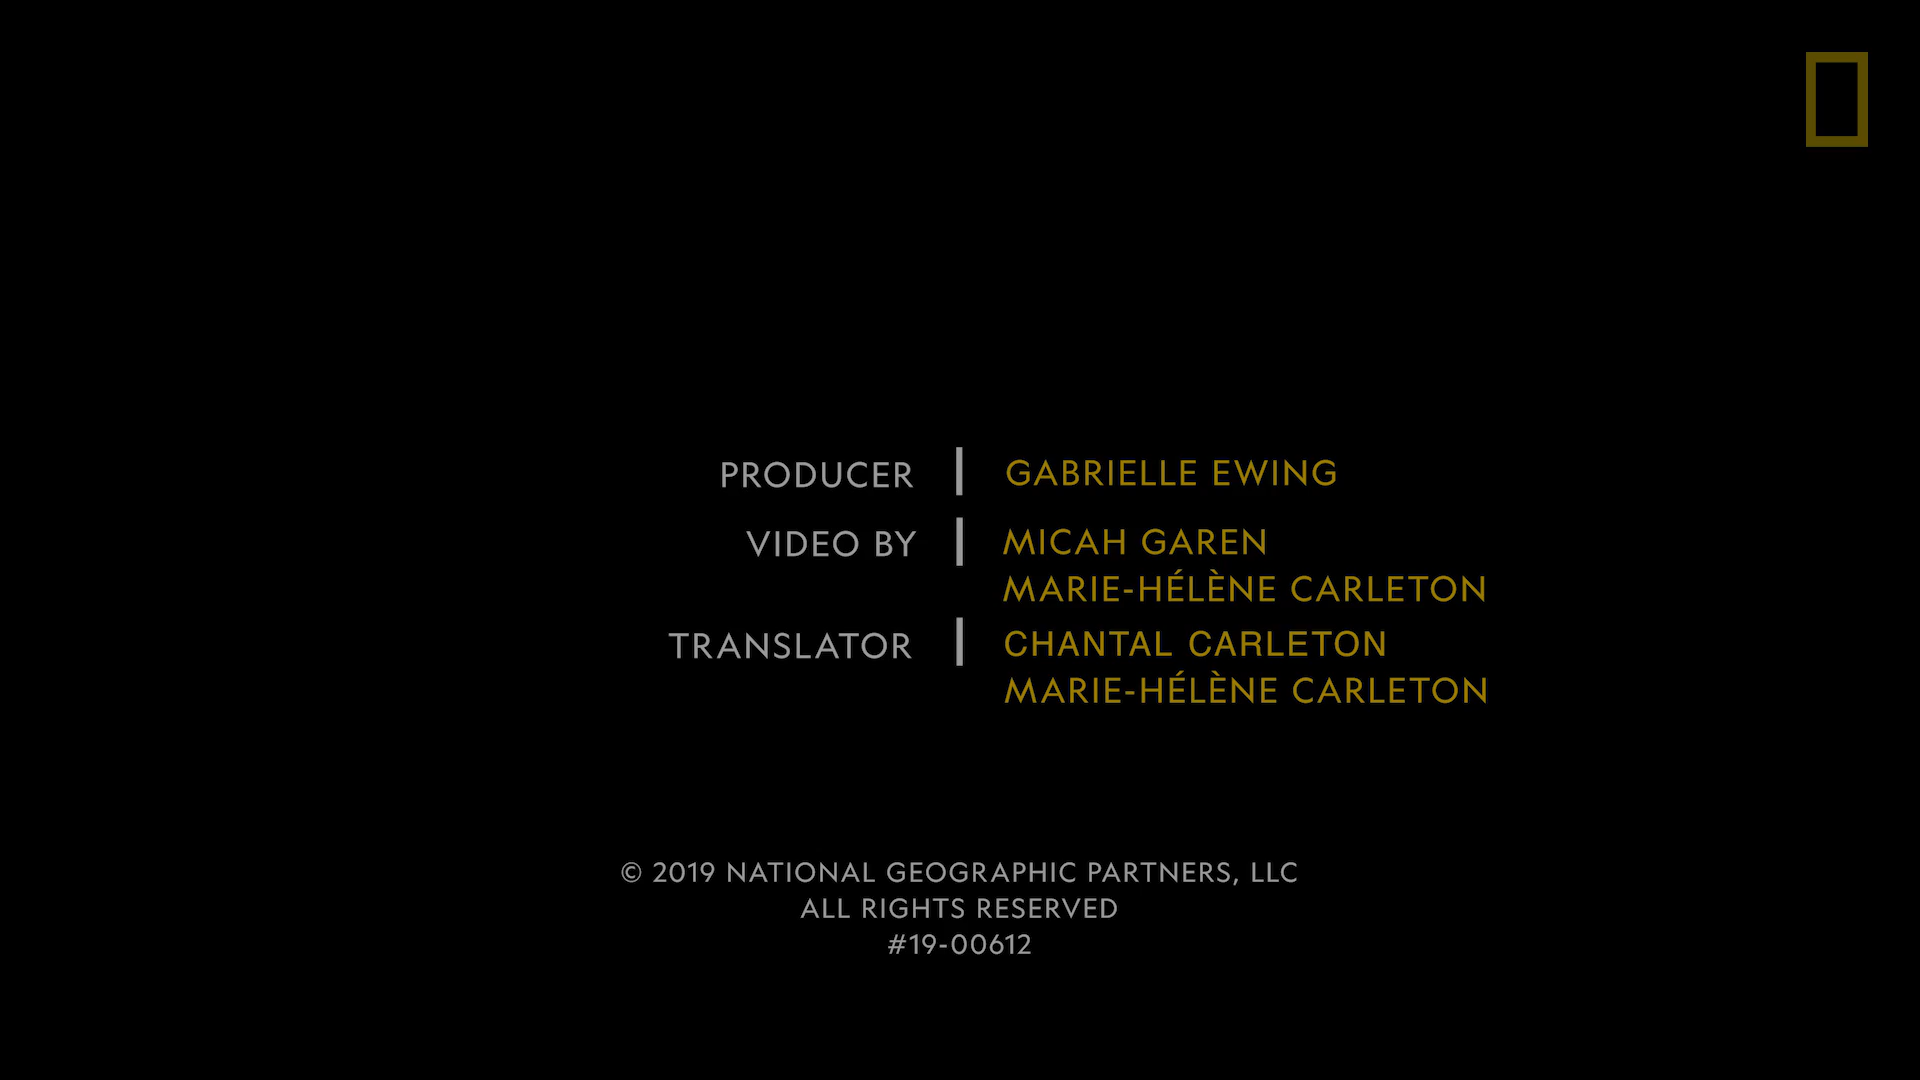 PRODUCER | GABRIELLE EWING
VIDEO BY | MICAH GAREN
MARIE-HÉLÈNE CARLETON
TRANSLATOR | CHANTAL CARLETON
MARIE-HÉLÈNE CARLETON
© 2019 NATIONAL GEOGRAPHIC PARTNERS, LLC
ALL RIGHTS RESERVED
#19-00612